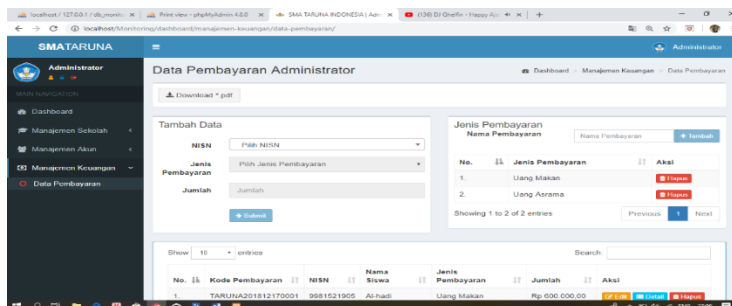 localhost / 127.0.0.1 / db_monito
Print view - phpMyAdmin 4.8.0
SMA TARUNA INDONESIA | Adm
(136) DJ Chelfin - Happy Aja
localhost/Monitoring/dashboard/manajemen-keuangan/data-pembayaran/
SMATARUNA
Administrator
Administrator
MAIN NAVIGATION
Dashboard
Manajemen Sekolah
Manajemen Akun
Manajemen Keuangan
Data Pembayaran
Data Pembayaran Administrator
Dashboard > Manajemen Keuangan > Data Pembayaran
Download *.pdf
Tambah Data
NISN
Pilih NISN
Jenis
Pembayaran
Pilih Jenis Pembayaran
Jumlah
Jumlah
Submit
Jenis Pembayaran
Nama Pembayaran
Nama Pembayaran
Tambah
No. Jenis Pembayaran Aksi
1. Uang Makan Hapus
2. Uang Asrama Hapus
Showing 1 to 2 of 2 entries
Previous 1 Next
Show 10 entries
Search:
No. Kode Pembayaran NISN Nama Siswa Jenis Pembayaran Jumlah Aksi
1. TARUNA201812170001 9981521905 Al-hadi Uang Makan Rp 600.000,00 Edit Detail Hapus